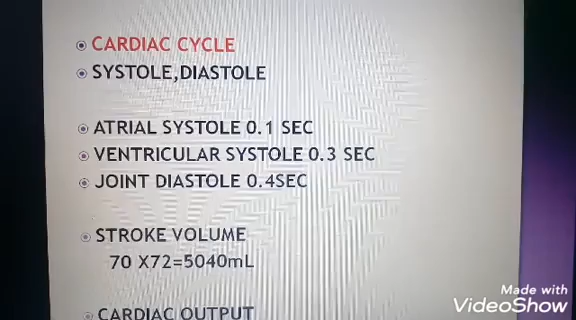 CARDIAC CYCLE
SYSTOLE,DIASTOLE
ATRIAL SYSTOLE 0.1 SEC
VENTRICULAR SYSTOLE 0.3 SEC
JOINT DIASTOLE 0.4SEC
STROKE VOLUME
70 X72=5040mL
CARDIAC OUTPUT
Made with
VideoShow